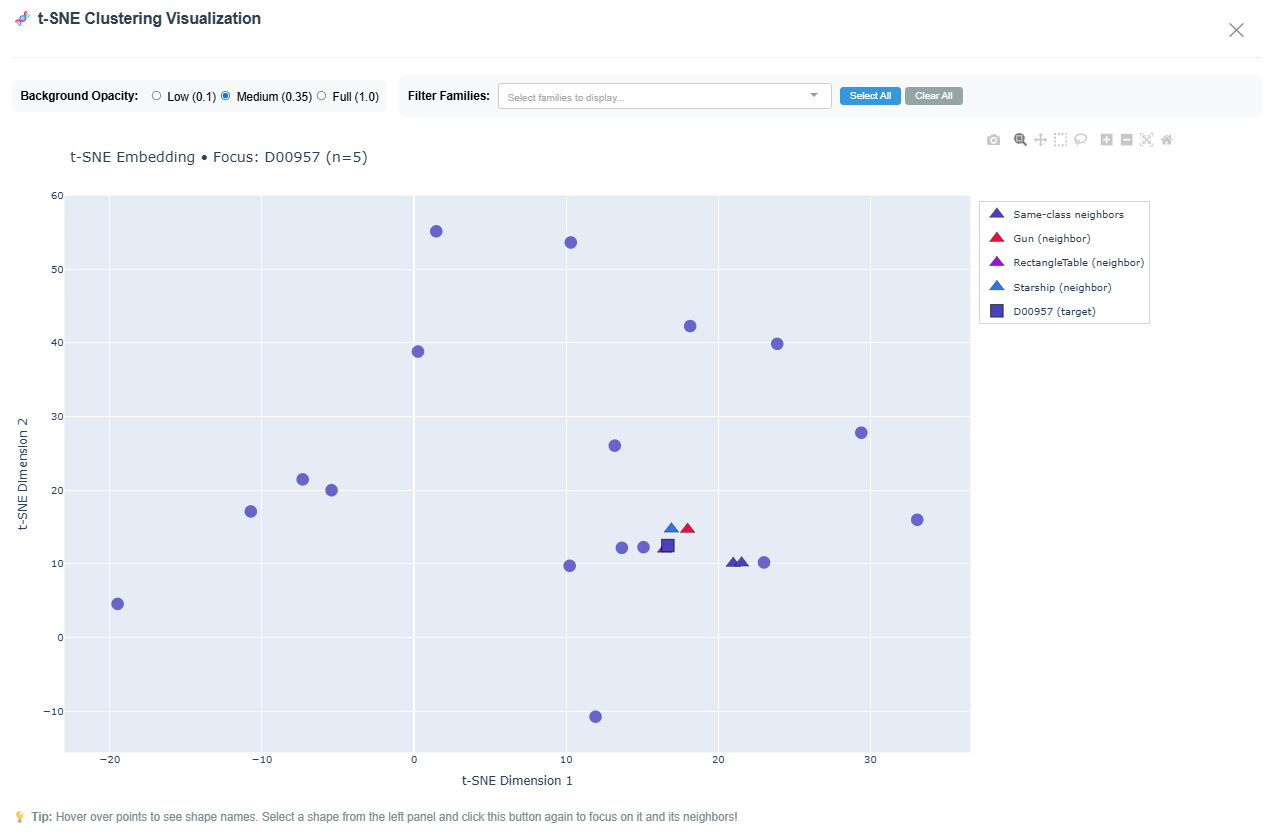 t-SNE Clustering Visualization
Background Opacity: Low (0.1) Medium (0.35) Full (1.0) Filter Families: Select families to display... Select All Clear All
t-SNE Embedding • Focus: D00957 (n=5)
60
50
40
30
20
10
0
−10
t-SNE Dimension 2
−20 −10 0 10 20 30
t-SNE Dimension 1
Same-class neighbors
Gun (neighbor)
RectangleTable (neighbor)
Starship (neighbor)
D00957 (target)
Tip: Hover over points to see shape names. Select a shape from the left panel and click this button again to focus on it and its neighbors!